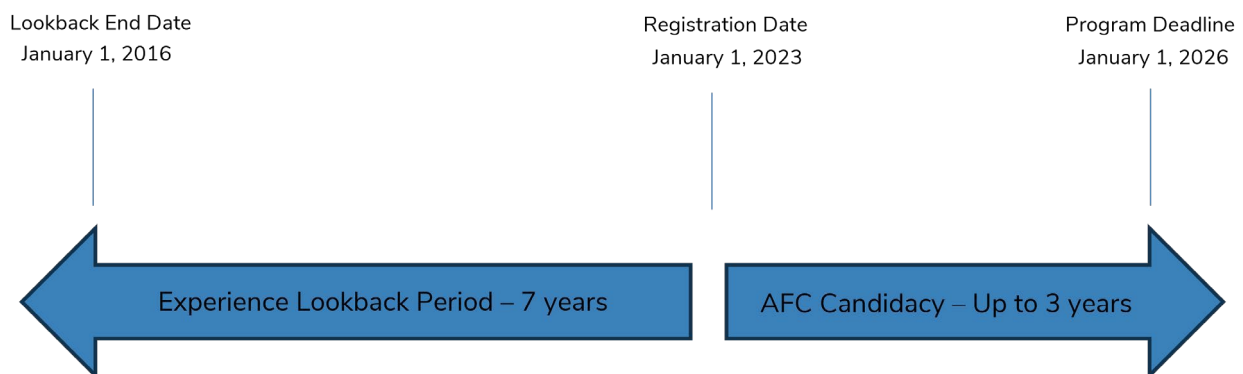 Lookback End Date
January 1, 2016
Registration Date
January 1, 2023
Program Deadline
January 1, 2026
Experience Lookback Period – 7 years
AFC Candidacy – Up to 3 years